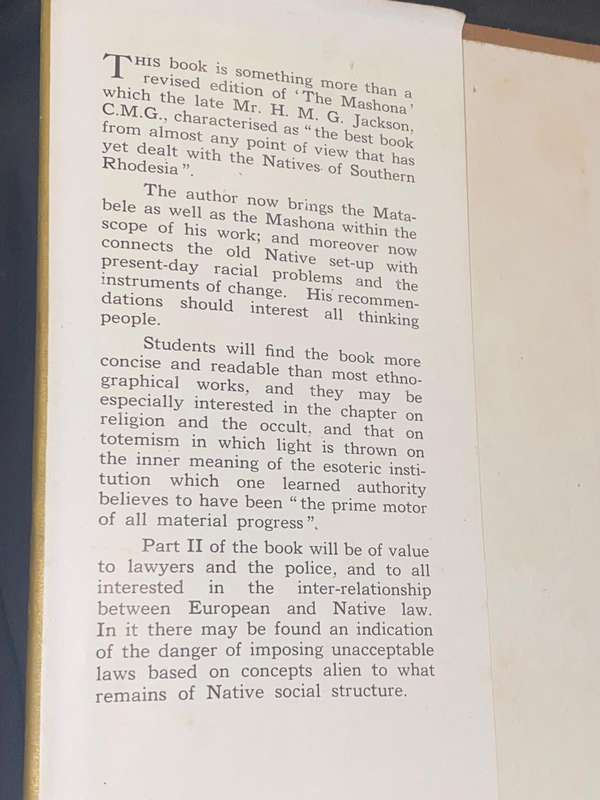 THIS book is something more than a
revised edition of 'The Mashona'
which the late Mr. H. M. G. Jackson,
C.M.G., characterised as "the best book
from almost any point of view that has
yet dealt with the Natives of Southern
Rhodesia".
The author now brings the Mata-
bele as well as the Mashona within the
scope of his work; and moreover now
connects the old Native set-up with
present-day racial problems and the
instruments of change. His recommen-
dations should interest all thinking
people.
Students will find the book more
concise and readable than most ethno-
graphical works, and they may be
especially interested in the chapter on
religion and the occult, and that on
totemism in which light is thrown on
the inner meaning of the esoteric insti-
tution which one learned authority
believes to have been "the prime motor
of all material progress".
Part II of the book will be of value
to lawyers and the police, and to all
interested in the inter-relationship
between European and Native law.
In it there may be found an indication
of the danger of imposing unacceptable
laws based on concepts alien to what
remains of Native social structure.